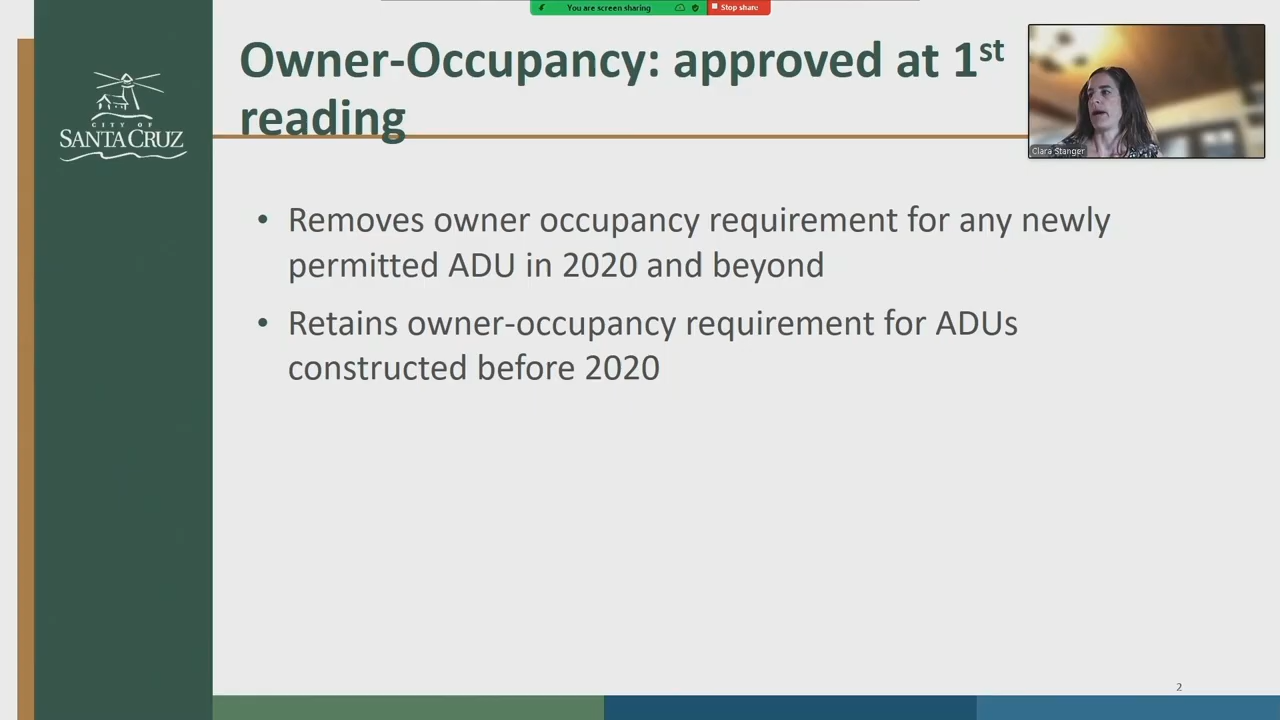 You are screen sharing
Stop share
Owner-Occupancy: approved at 1st
reading
CITY OF
SANTA CRUZ
Clara Stanger
• Removes owner occupancy requirement for any newly
permitted ADU in 2020 and beyond
• Retains owner-occupancy requirement for ADUs
constructed before 2020
2